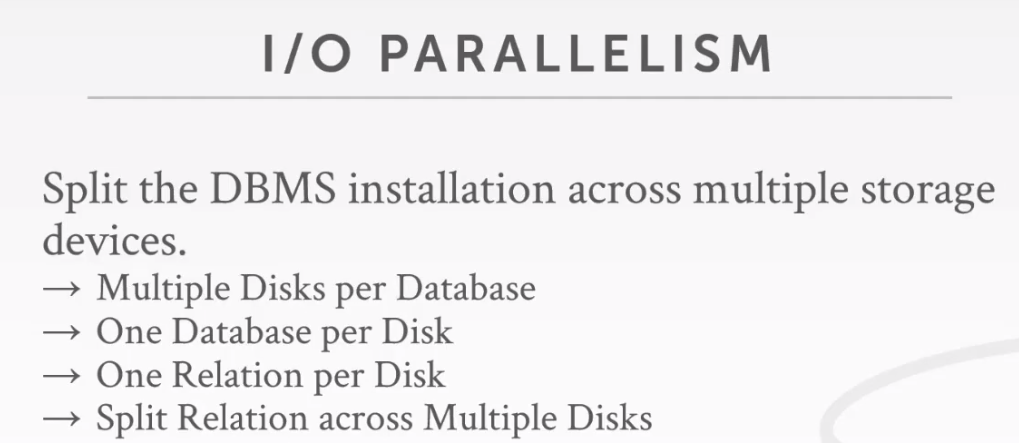 I/O PARALLELISM
Split the DBMS installation across multiple storage
devices.
→ Multiple Disks per Database
→ One Database per Disk
→ One Relation per Disk
→ Split Relation across Multiple Disks